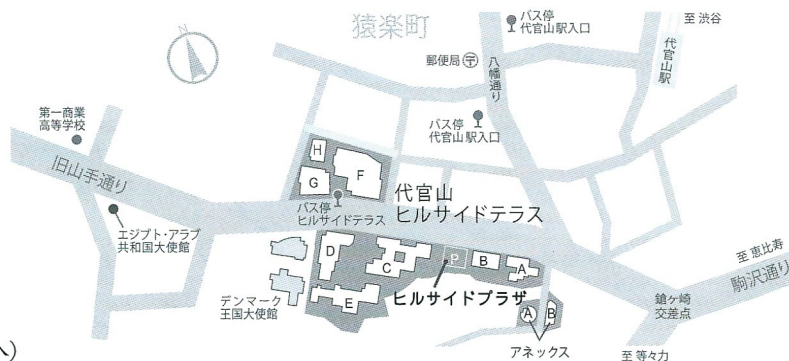 N
猿楽町
バス停
代官山駅入口
至 渋谷
代官山駅
郵便局
〒
八幡通り
バス停
代官山駅入口
第一商業
高等学校
旧山手通り
H
G
F
バス停
ヒルサイドテラス
代官山
ヒルサイドテラス
エジプト・アラブ
共和国大使館
D
C
P
B
A
E
ヒルサイドプラザ
デンマーク
王国大使館
A
B
アネックス
至 恵比寿
駒沢通り
鎗ヶ崎
交差点
至 等々力